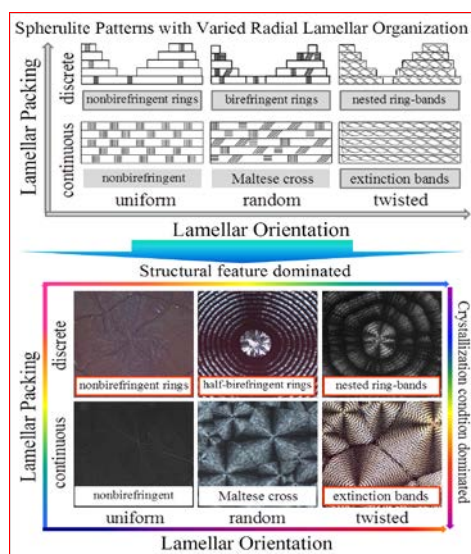 Spherulite Patterns with Varied Radial Lamellar Organization
Lamellar Packing
discrete
nonbirefringent rings
birefringent rings
nested ring-bands
continuous
nonbirefringent
Maltese cross
extinction bands
uniform
random
twisted
Lamellar Orientation
Structural feature dominated
Lamellar Packing
discrete
nonbirefringent rings
half-birefringent rings
nested ring-bands
continuous
nonbirefringent
Maltese cross
extinction bands
Crystallization condtion dominated
uniform
random
twisted
Lamellar Orientation